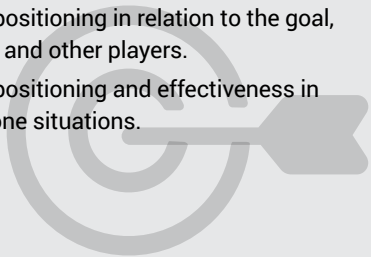 positioning in relation to the goal,
and other players.
positioning and effectiveness in
one situations.